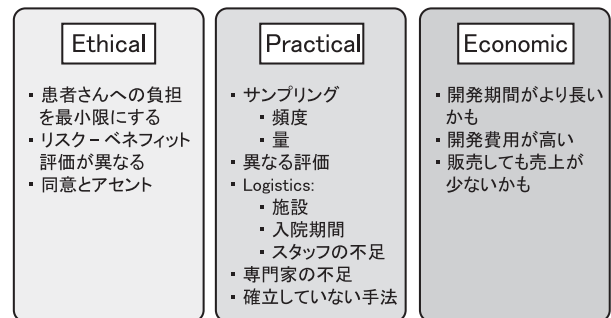 Ethical
▪ 患者さんへの負担
を最小限にする
▪ リスク－ベネフィット
評価が異なる
▪ 同意とアセント
Practical
▪ サンプリング
▪ 頻度
▪ 量
▪ 異なる評価
▪ Logistics:
▪ 施設
▪ 入院期間
▪ スタッフの不足
▪ 専門家の不足
▪ 確立していない手法
Economic
▪ 開発期間がより長い
かも
▪ 開発費用が高い
▪ 販売しても売上が
少ないかも